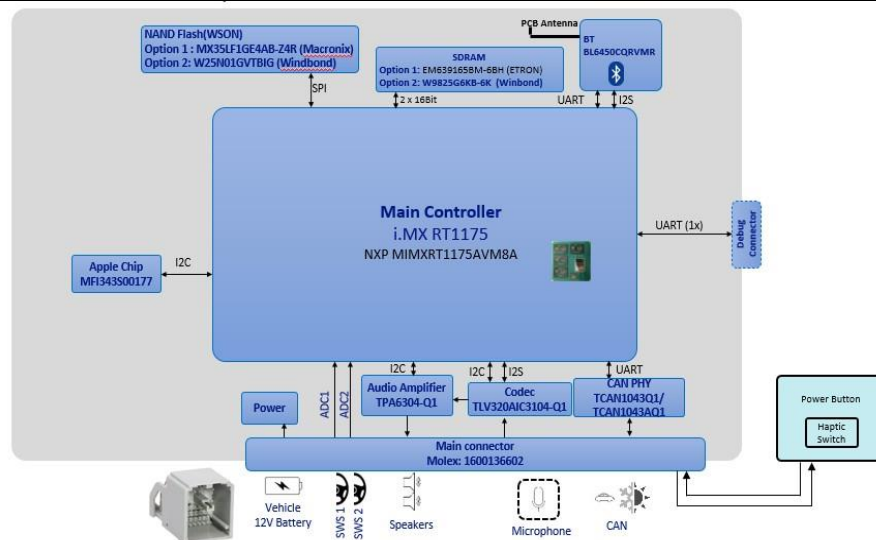 NAND Flash(WSON)
Option 1 : MX35LF1GE4AB-Z4R (Macronix)
Option 2: W25N01GVTBIG (Windbond)
SPI
SDRAM
Option 1: EM639165BM-6BH (ETRON)
Option 2: W9825G6KB-6K (Winbond)
2 x 16Bit
PCB Antenna
BT
BL6450CQRVMR
UART
I2S
Main Controller
i.MX RT1175
NXP MIMXRT1175AVM8A
UART (1x)
Debug
Connector
Apple Chip
MFI343S00177
I2C
ADC1
ADC2
I2C
I2C
I2S
UART
Power
Audio Amplifier
TPA6304-Q1
Codec
TLV320AIC3104-Q1
CAN PHY
TCAN1043Q1/
TCAN1043AQ1
Main connector
Molex: 1600136602
Power Button
Haptic
Switch
Vehicle
12V Battery
SWS 1
SWS 2
Speakers
Microphone
CAN